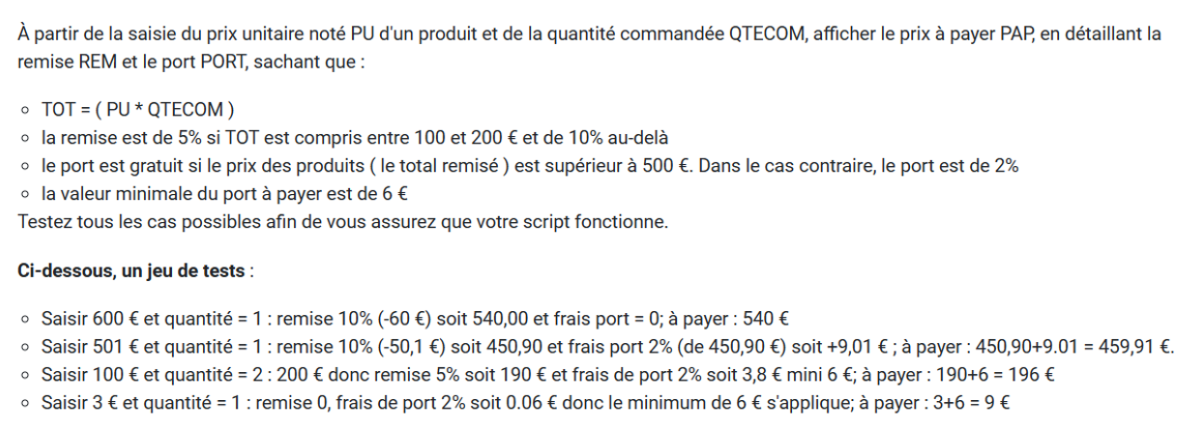 À partir de la saisie du prix unitaire noté PU d'un produit et de la quantité commandée QTECOM, afficher le prix à payer PAP, en détaillant la
remise REM et le port PORT, sachant que :
TOT = ( PU * QTECOM )
la remise est de 5% si TOT est compris entre 100 et 200 € et de 10% au-delà
le port est gratuit si le prix des produits ( le total remisé ) est supérieur à 500 €. Dans le cas contraire, le port est de 2%
la valeur minimale du port à payer est de 6 €
Testez tous les cas possibles afin de vous assurez que votre script fonctionne.
Ci-dessous, un jeu de tests :
Saisir 600 € et quantité = 1 : remise 10% (-60 €) soit 540,00 et frais port = 0; à payer : 540 €
Saisir 501 € et quantité = 1 : remise 10% (-50,1 €) soit 450,90 et frais port 2% (de 450,90 €) soit +9,01 € ; à payer : 450,90+9.01 = 459,91 €.
Saisir 100 € et quantité = 2 : 200 € donc remise 5% soit 190 € et frais de port 2% soit 3,8 € mini 6 €; à payer : 190+6 = 196 €
Saisir 3 € et quantité = 1 : remise 0, frais de port 2% soit 0.06 € donc le minimum de 6 € s'applique; à payer : 3+6 = 9 €